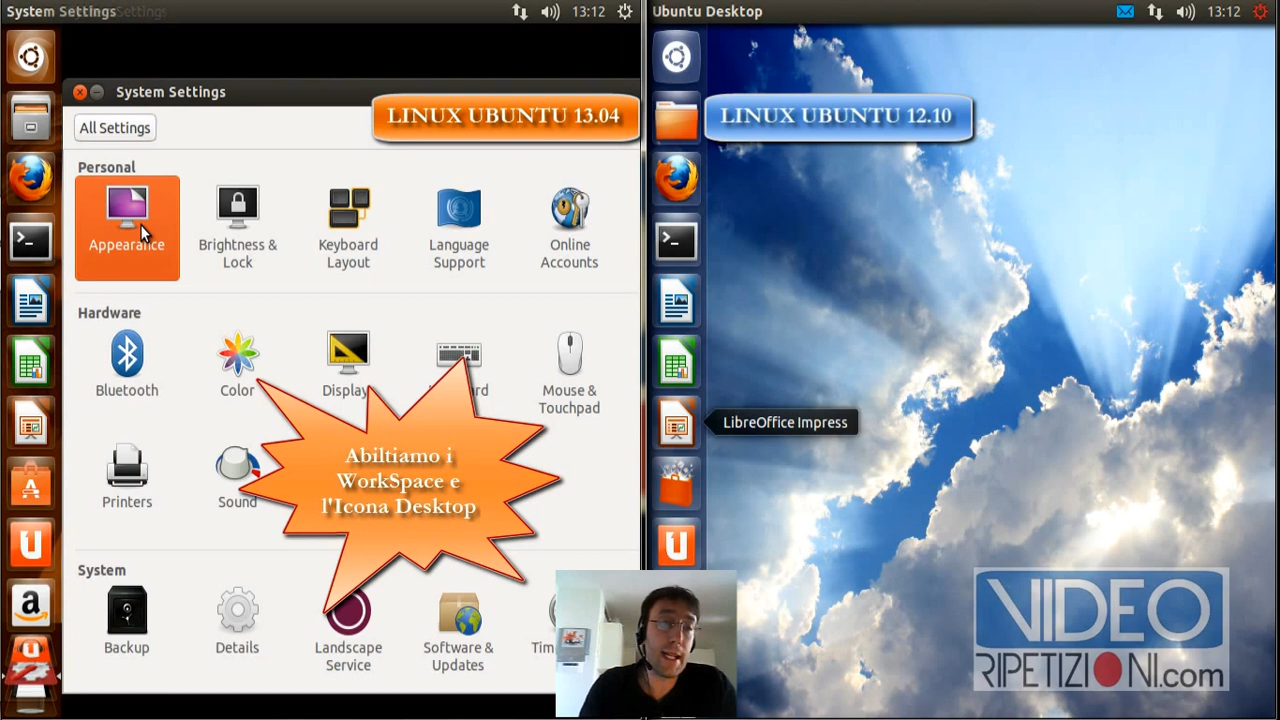 System Settings
13:12
Ubuntu Desktop
13:12
System Settings
LINUX UBUNTU 13.04
LINUX UBUNTU 12.10
All Settings
Personal
Appearance
Brightness &
Lock
Keyboard
Layout
Language
Support
Online
Accounts
Hardware
Bluetooth
Color
Display
Mouse &
Touchpad
LibreOffice Impress
Abiltiamo i
WorkSpace e
l'Icona Desktop
Printers
Sound
System
Backup
Details
Landscape
Service
Software &
Updates
VIDEO
RIPETIZIONI.com